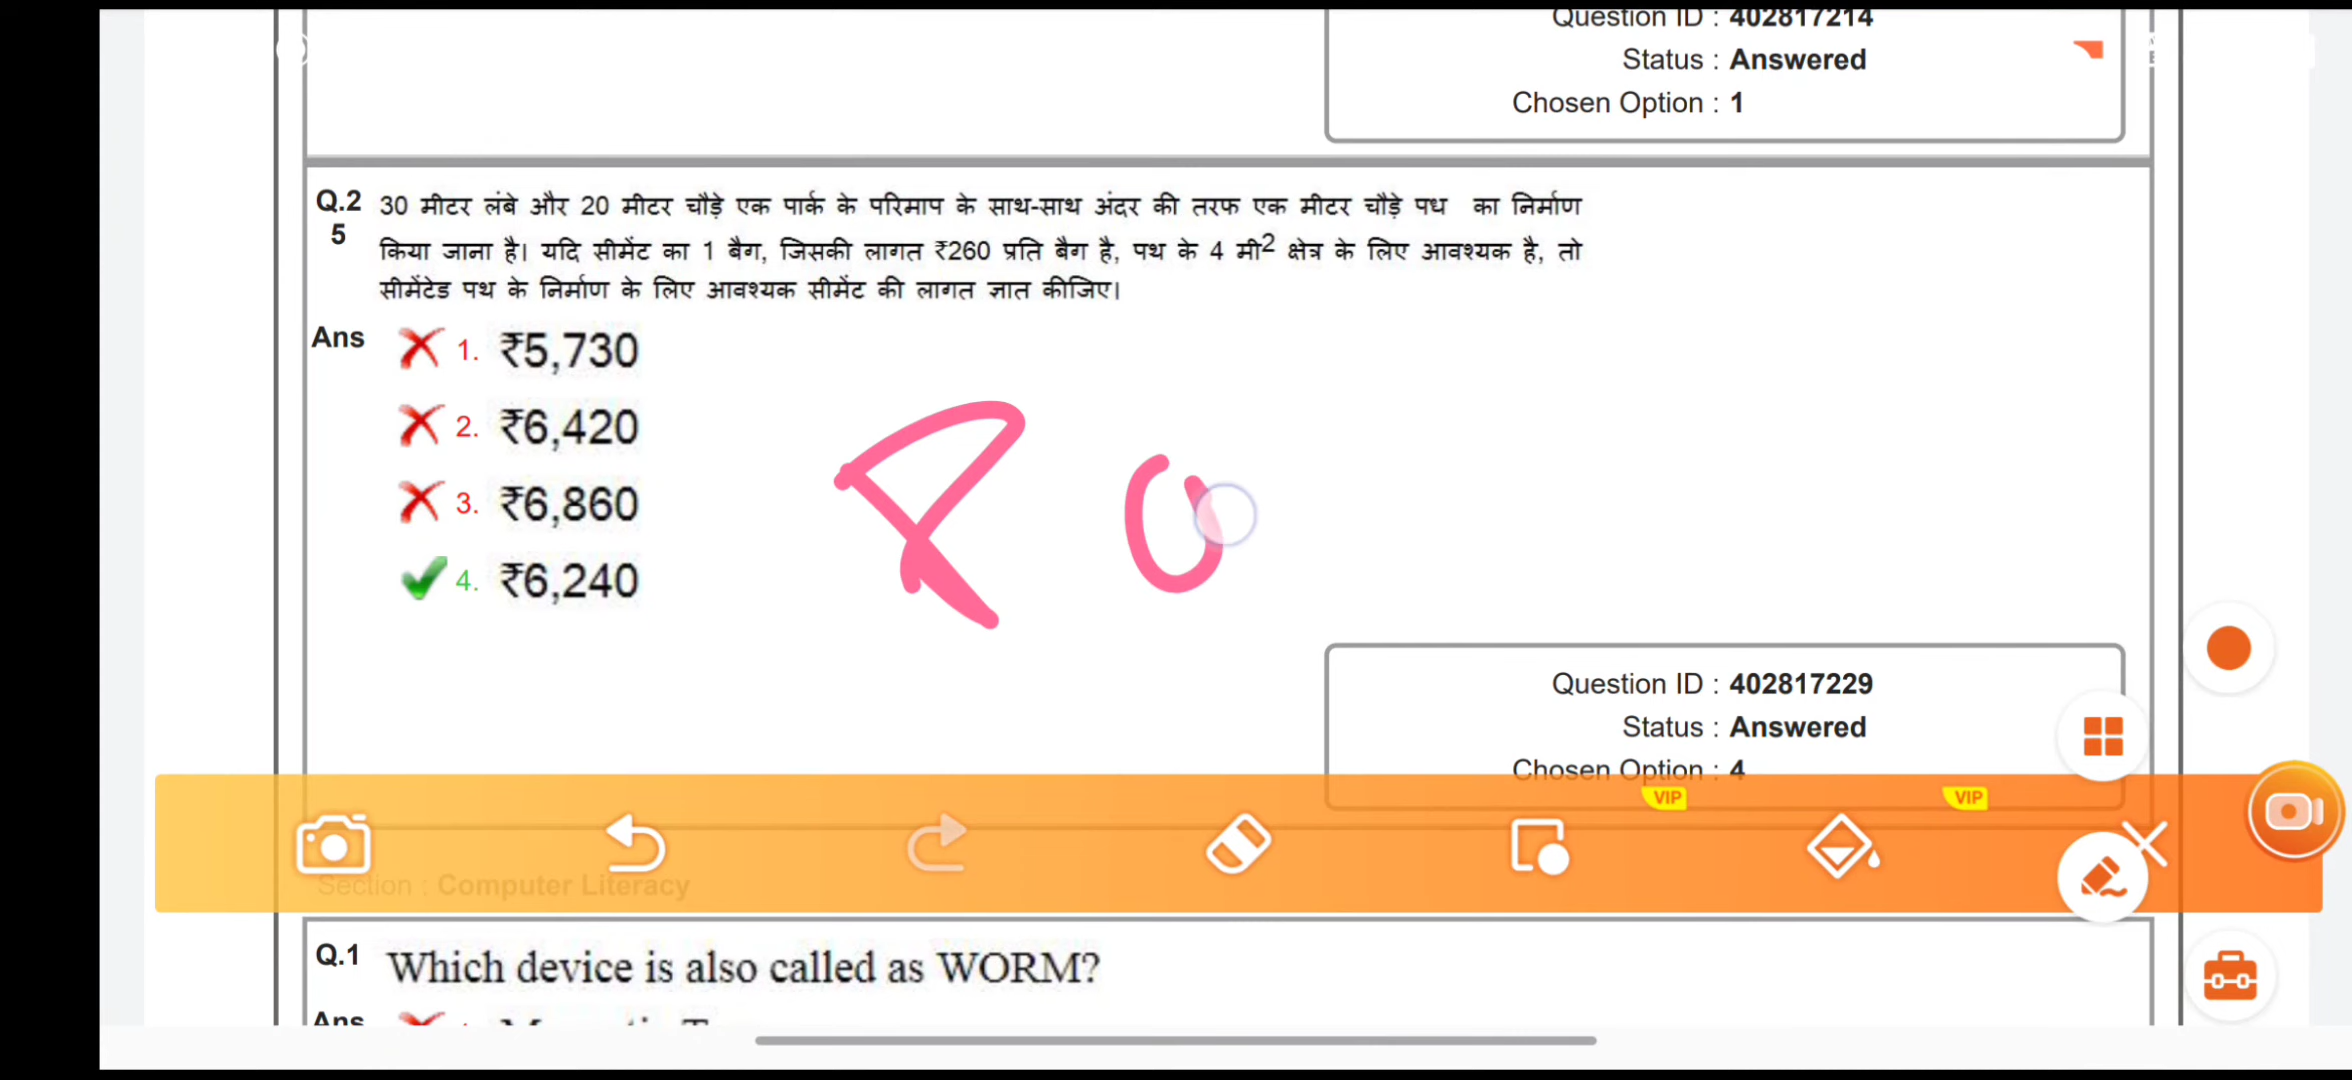 Question ID : 402817214
Status : Answered
Chosen Option : 1
Q.2 30 मीटर लंबे और 20 मीटर चौड़े एक पार्क के परिमाप के साथ-साथ अंदर की तरफ एक मीटर चौड़े पथ का निर्माण
5 किया जाना है। यदि सीमेंट का 1 बैग, जिसकी लागत ₹260 प्रति बैग है, पथ के 4 मी² क्षेत्र के लिए आवश्यक है, तो
सीमेंटेड पथ के निर्माण के लिए आवश्यक सीमेंट की लागत ज्ञात कीजिए।
Ans 1. ₹5,730
2. ₹6,420
3. ₹6,860
4. ₹6,240
Question ID : 402817229
Status : Answered
Chosen Option : 4
VIP VIP
Section : Computer Literacy
Q.1 Which device is also called as WORM?
Ans